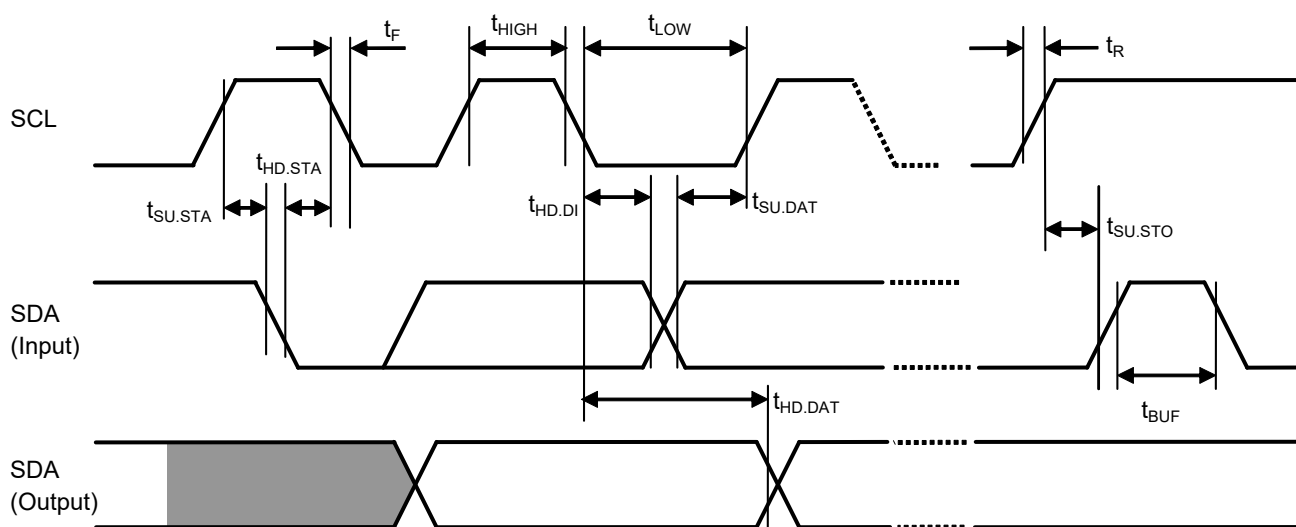 tF
tHIGH
tLOW
tR
SCL
tHD.STA
tSU.STA
tHD.DI
tSU.DAT
tSU.STO
SDA
(Input)
tHD.DAT
tBUF
SDA
(Output)